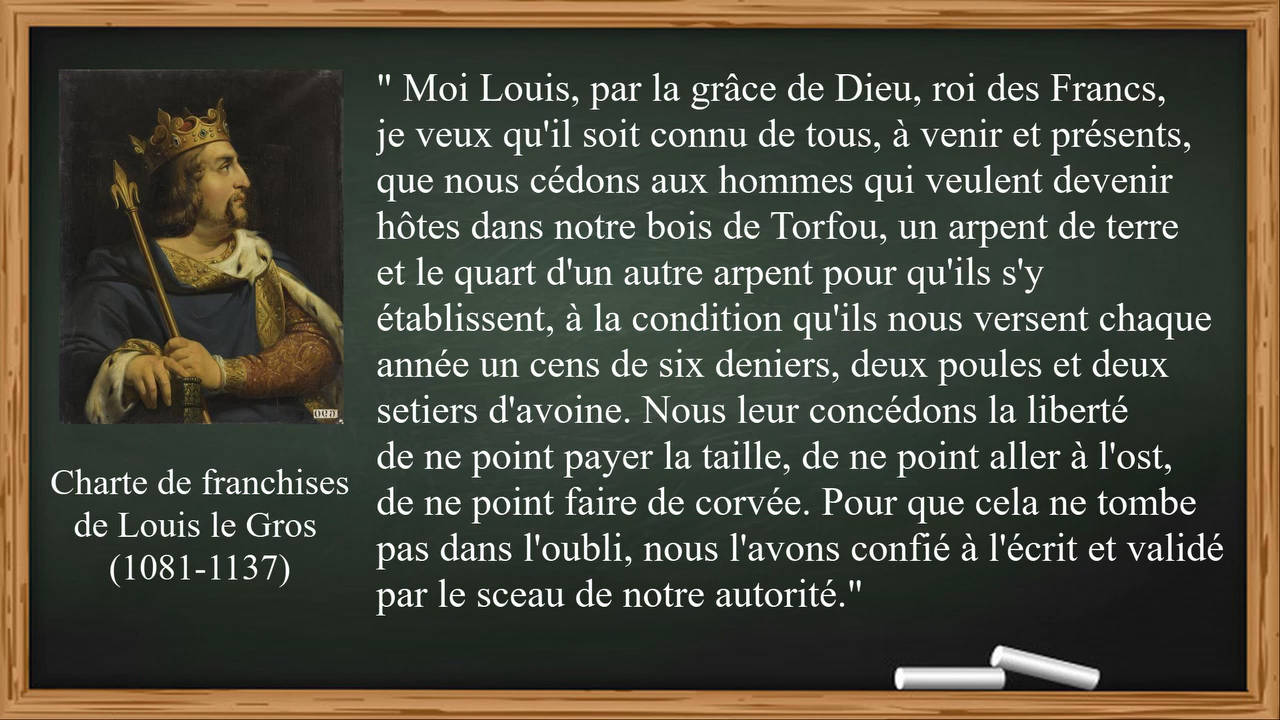 " Moi Louis, par la grâce de Dieu, roi des Francs,
je veux qu'il soit connu de tous, à venir et présents,
que nous cédons aux hommes qui veulent devenir
hôtes dans notre bois de Torfou, un arpent de terre
et le quart d'un autre arpent pour qu'ils s'y
établissent, à la condition qu'ils nous versent chaque
année un cens de six deniers, deux poules et deux
setiers d'avoine. Nous leur concédons la liberté
de ne point payer la taille, de ne point aller à l'ost,
de ne point faire de corvée. Pour que cela ne tombe
pas dans l'oubli, nous l'avons confié à l'écrit et validé
par le sceau de notre autorité."
Charte de franchises
de Louis le Gros
(1081-1137)